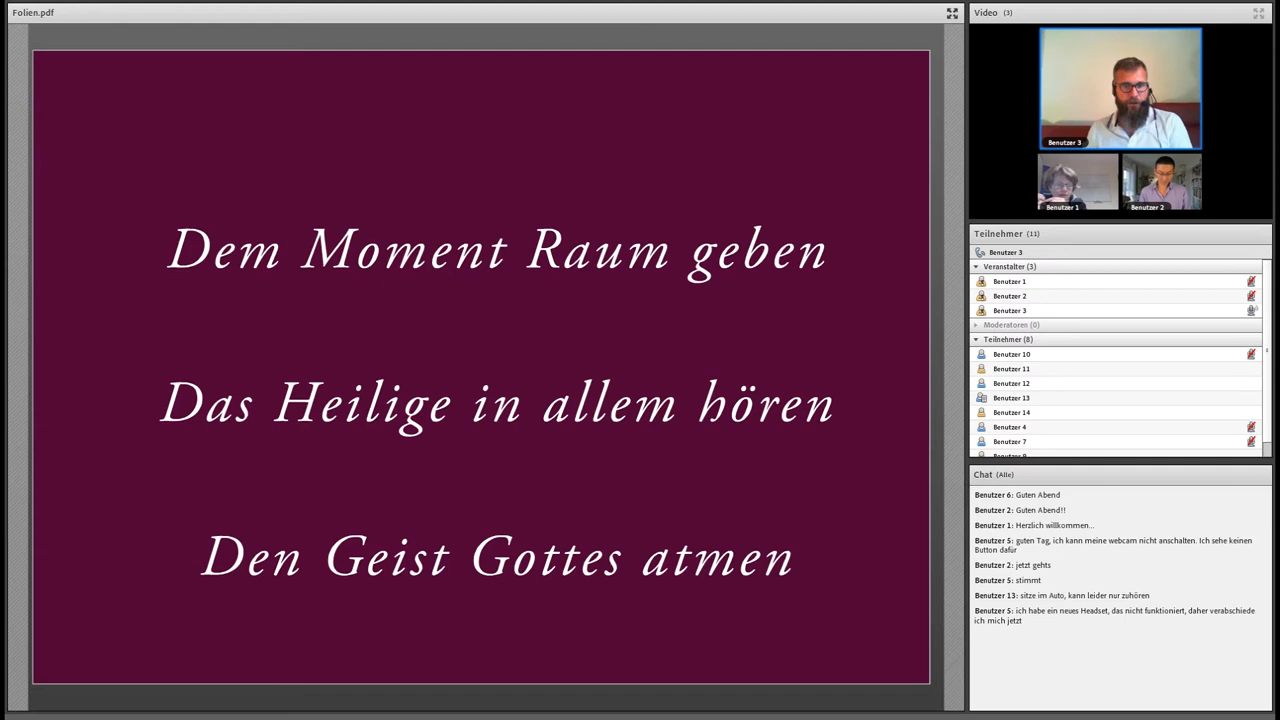 Folien.pdf
Dem Moment Raum geben
Das Heilige in allem hören
Den Geist Gottes atmen
Video (3)
Benutzer 3
Benutzer 1
Benutzer 2
Teilnehmer (11)
Benutzer 3
Veranstalter (3)
Benutzer 1
Benutzer 2
Benutzer 3
Moderatoren (0)
Teilnehmer (8)
Benutzer 10
Benutzer 11
Benutzer 12
Benutzer 13
Benutzer 14
Benutzer 4
Benutzer 7
Chat (Alle)
Benutzer 6: Guten Abend
Benutzer 2: Guten Abend!!
Benutzer 1: Herzlich willkommen...
Benutzer 5: guten Tag, ich kann meine webcam nicht anschalten. Ich sehe keinen
Button dafür
Benutzer 2: jetzt gehts
Benutzer 5: stimmt
Benutzer 13: sitze im Auto, kann leider nur zuhören
Benutzer 5: ich habe ein neues Headset, das nicht funktioniert, daher verabschiede
ich mich jetzt